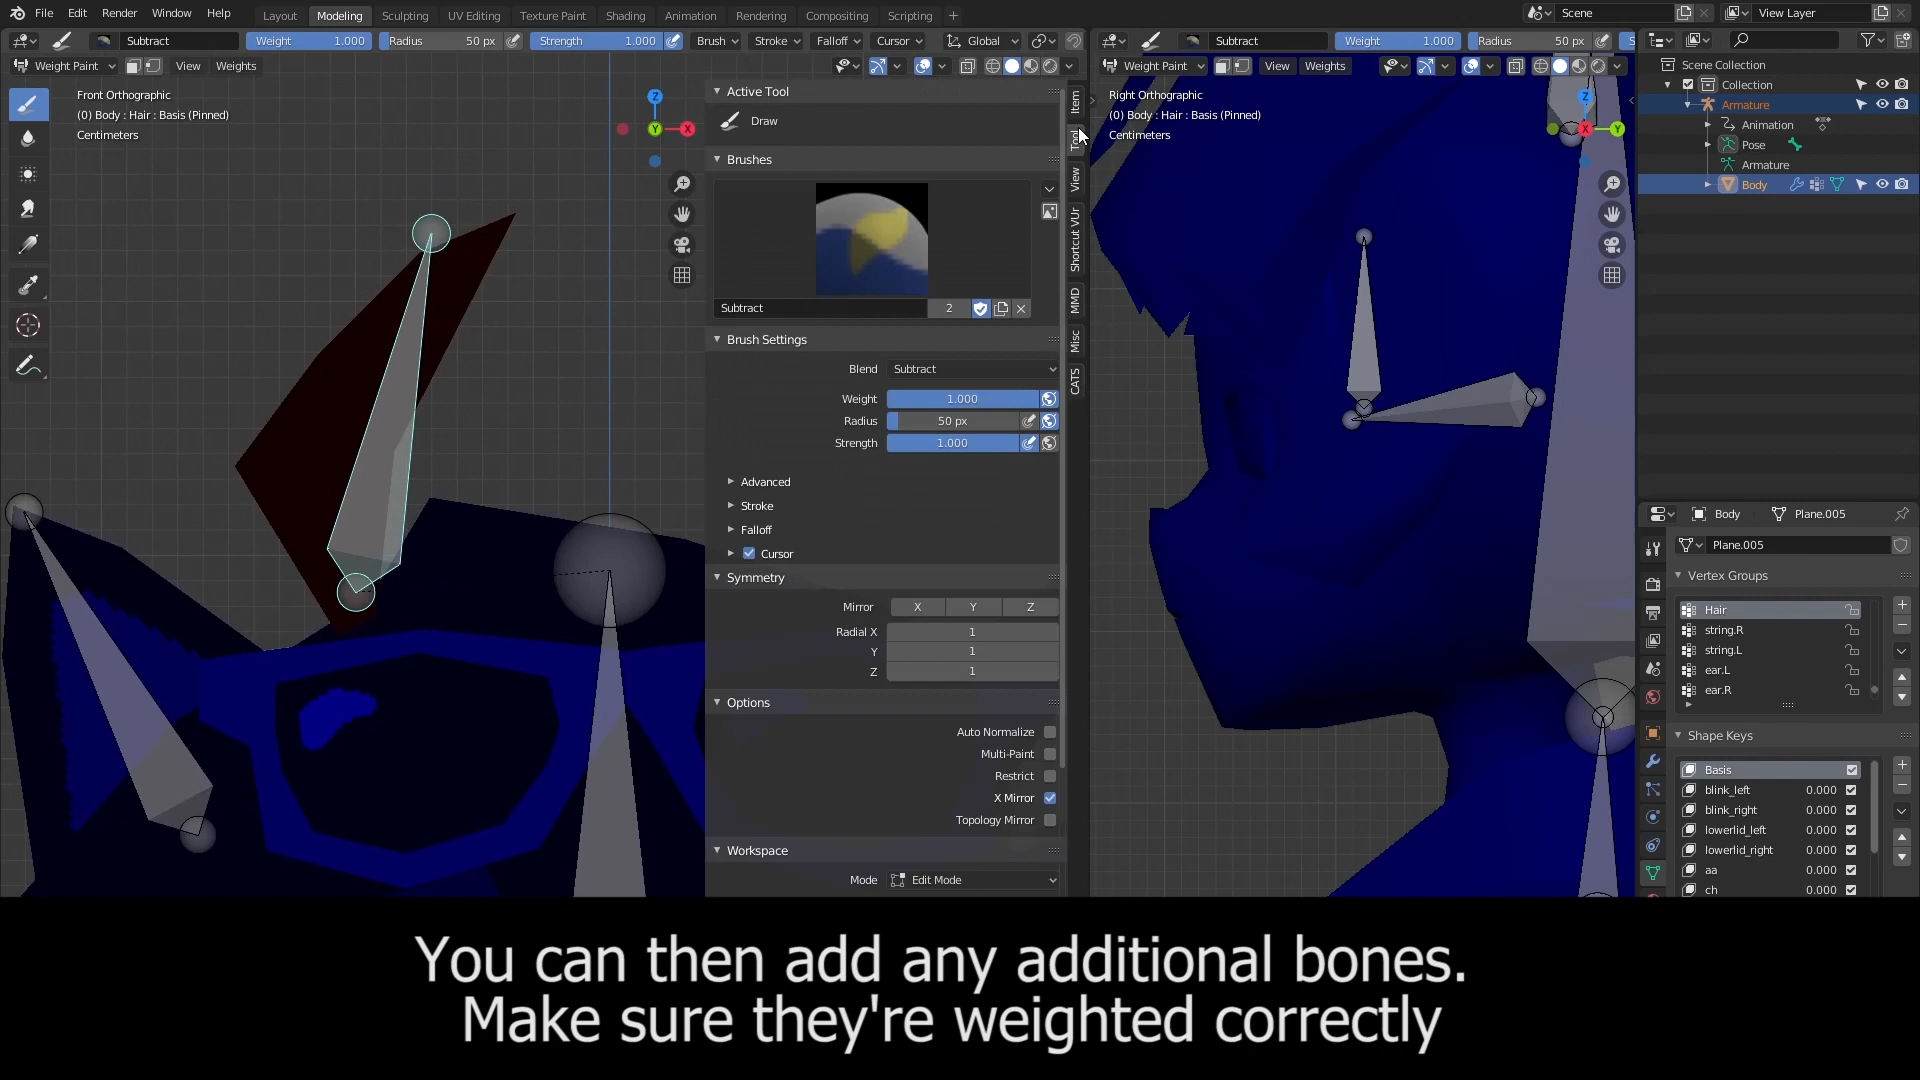 File Edit Render Window Help Layout Modeling Sculpting UV Editing Texture Paint Shading Animation Rendering Compositing Scripting + Scene View Layer
Subtract Weight 1.000 Radius 50 px Strength 1.000 Brush Stroke Falloff Cursor Global Subtract Weight 1.000 Radius 50 px S
Weight Paint View Weights Weight Paint View Weights
Front Orthographic
(0) Body : Hair : Basis (Pinned)
Centimeters
Z
Y
X
Active Tool
Draw
Brushes
Subtract 2
Brush Settings
Blend Subtract
Weight 1.000
Radius 50 px
Strength 1.000
Advanced
Stroke
Falloff
Cursor
Symmetry
Mirror X Y Z
Radial X 1
Y 1
Z 1
Options
Auto Normalize
Multi-Paint
Restrict
X Mirror
Topology Mirror
Workspace
Mode Edit Mode
Item
Tool
View
Shortcut VUr
MMD
Misc
CATS
Right Orthographic
(0) Body : Hair : Basis (Pinned)
Centimeters
Z
X
Y
Scene Collection
Collection
Armature
Animation
Pose
Armature
Body
Body Plane.005
Plane.005
Vertex Groups
Hair
string.R
string.L
ear.L
ear.R
Shape Keys
Basis
blink_left 0.000
blink_right 0.000
lowerlid_left 0.000
lowerlid_right 0.000
aa 0.000
ch 0.000
You can then add any additional bones.
Make sure they're weighted correctly